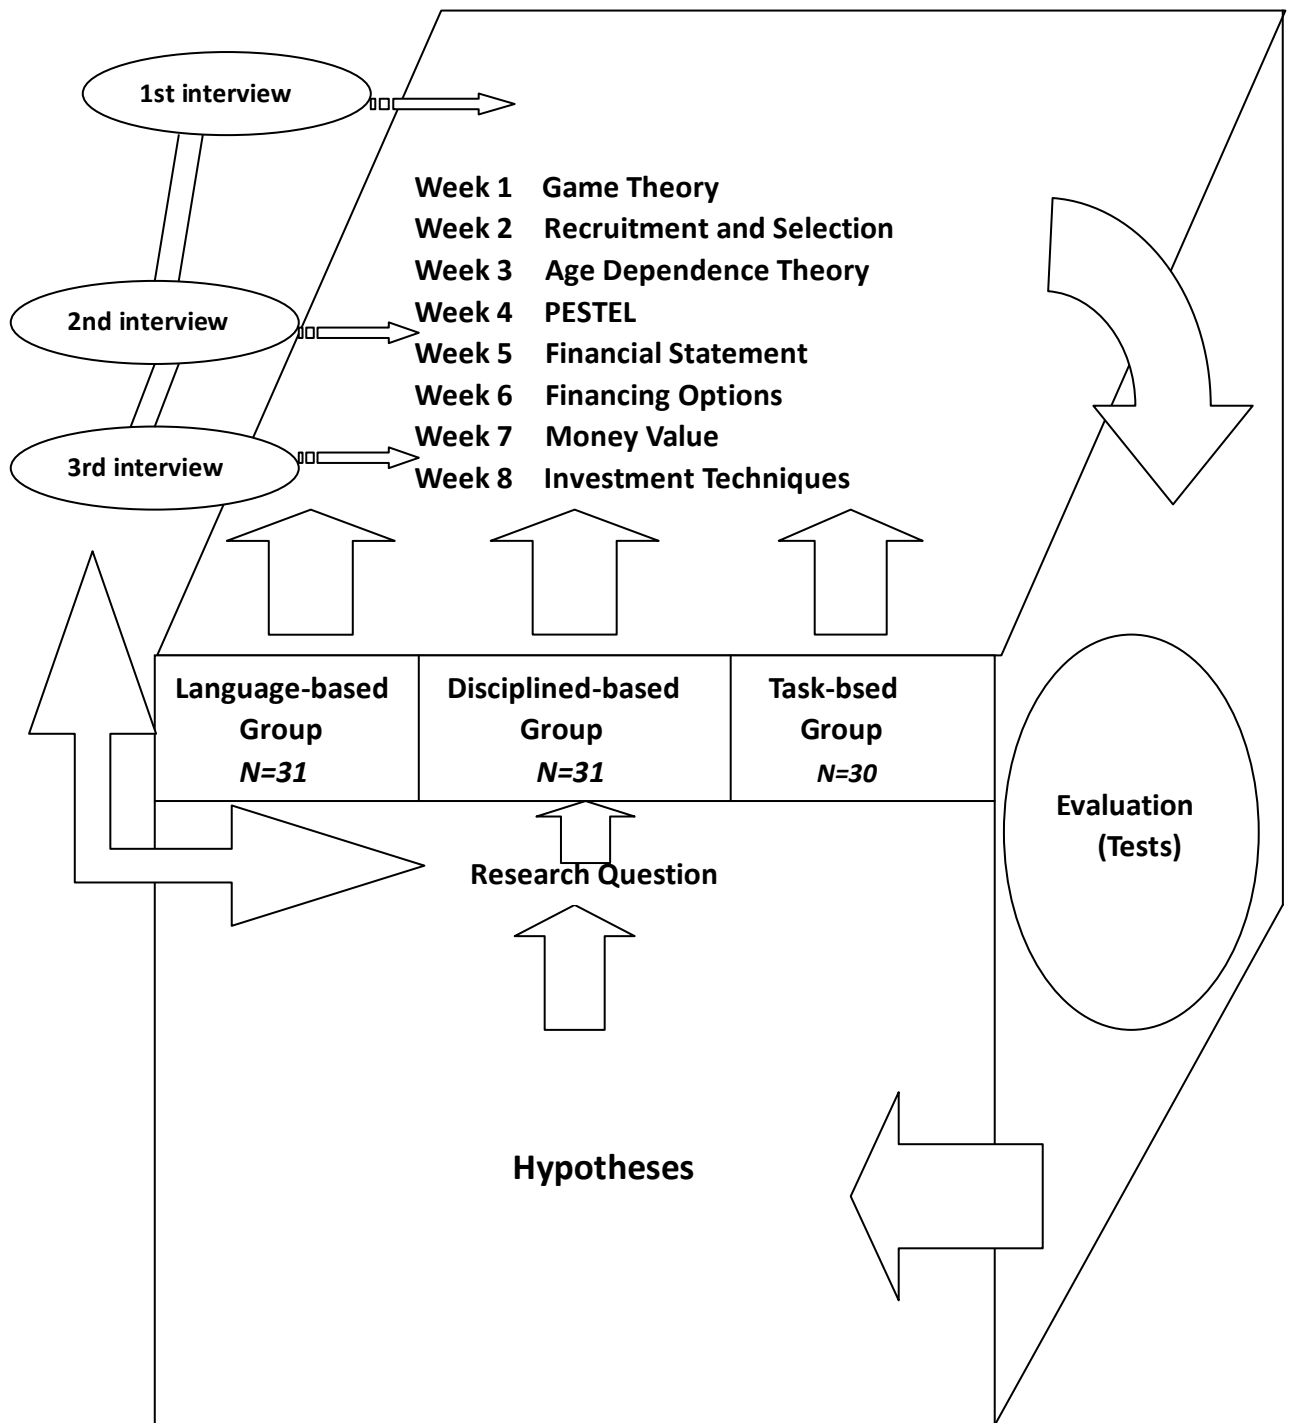 1st interview
Week 1 Game Theory
Week 2 Recruitment and Selection
Week 3 Age Dependence Theory
2nd interview
Week 4 PESTEL
Week 5 Financial Statement
Week 6 Financing Options
Week 7 Money Value
3rd interview
Week 8 Investment Techniques
Language-based
Group
N=31
Disciplined-based
Group
N=31
Task-bsed
Group
N=30
Evaluation
(Tests)
Research Question
Hypotheses